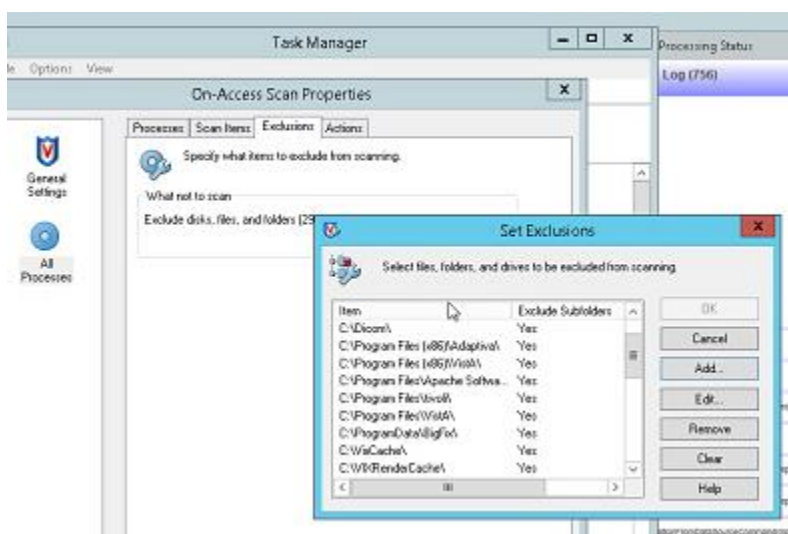 Task Manager
Processing Status
Options View
Log (756)
On-Access Scan Properties
Processes Scan Items Exclusions Actions
Specify what items to exclude from scanning.
General
Settings
What not to scan
Exclude disks, files, and folders (29
All
Processes
Set Exclusions
Select files, folders, and drives to be excluded from scanning.
Item Exclude Subfolders
C:\Dicom\ Yes
C:\Program Files (x86)\Adaptiva\ Yes
C:\Program Files (x86)\VistA\ Yes
C:\Program Files\Apache Softwa... Yes
C:\Program Files\tivoli\ Yes
C:\Program Files\VistA\ Yes
C:\ProgramData\BigFix\ Yes
C:\VixCache\ Yes
C:\VIXRenderCache\ Yes
OK
Cancel
Add...
Edit...
Remove
Clear
Help